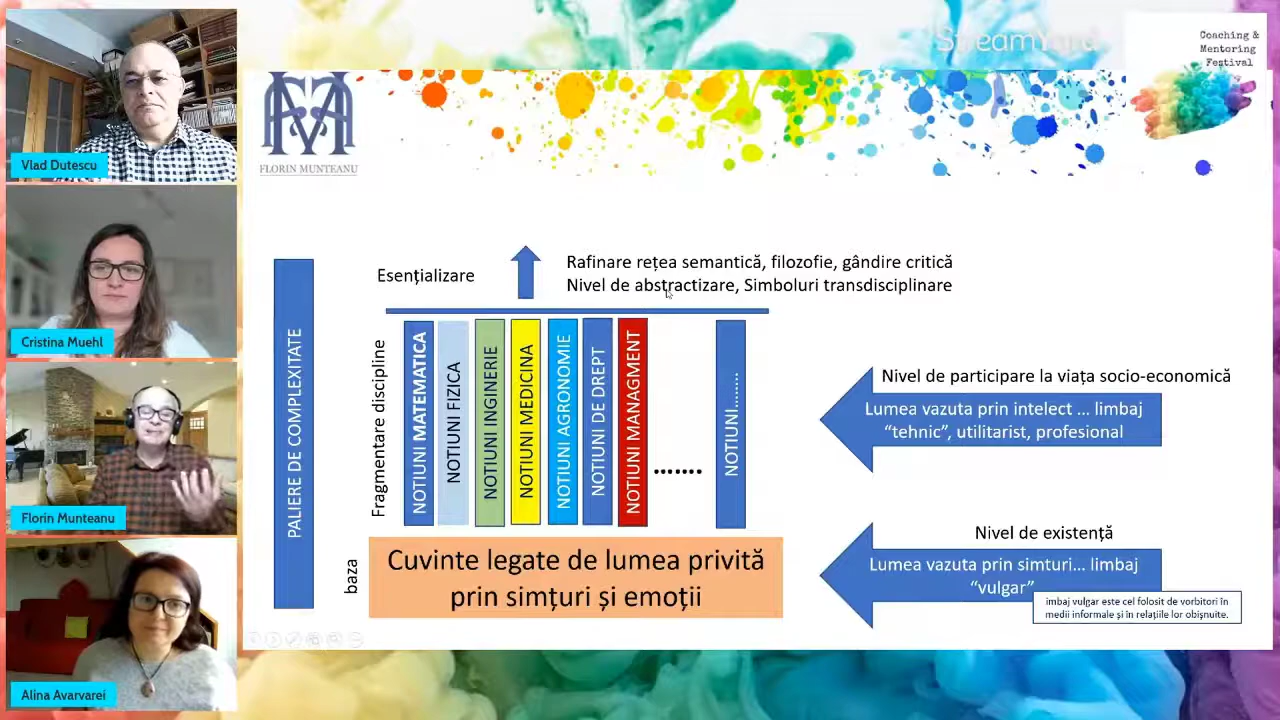 StreamYard
Coaching &
Mentoring
Festival
FLORIN MUNTEANU
Vlad Dutescu
Cristina Muehl
Florin Munteanu
Alina Avarvarei
Esențializare
Rafinare rețea semantică, filozofie, gândire critică
Nivel de abstractizare, Simboluri transdisciplinare
PALIERE DE COMPLEXITATE
Fragmentare discipline
NOTIUNI MATEMATICA
NOTIUNI FIZICA
NOTIUNI INGINERIE
NOTIUNI MEDICINA
NOTIUNI AGRONOMIE
NOTIUNI DE DREPT
NOTIUNI MANAGMENT
.......
NOTIUNI........
Nivel de participare la viața socio-economică
Lumea vazuta prin intelect ... limbaj
“tehnic”, utilitarist, profesional
baza
Cuvinte legate de lumea privită
prin simțuri și emoții
Nivel de existență
Lumea vazuta prin simturi... limbaj
“vulgar”
imbaj vulgar este cel folosit de vorbitori în
medii informale și în relațiile lor obișnuite.